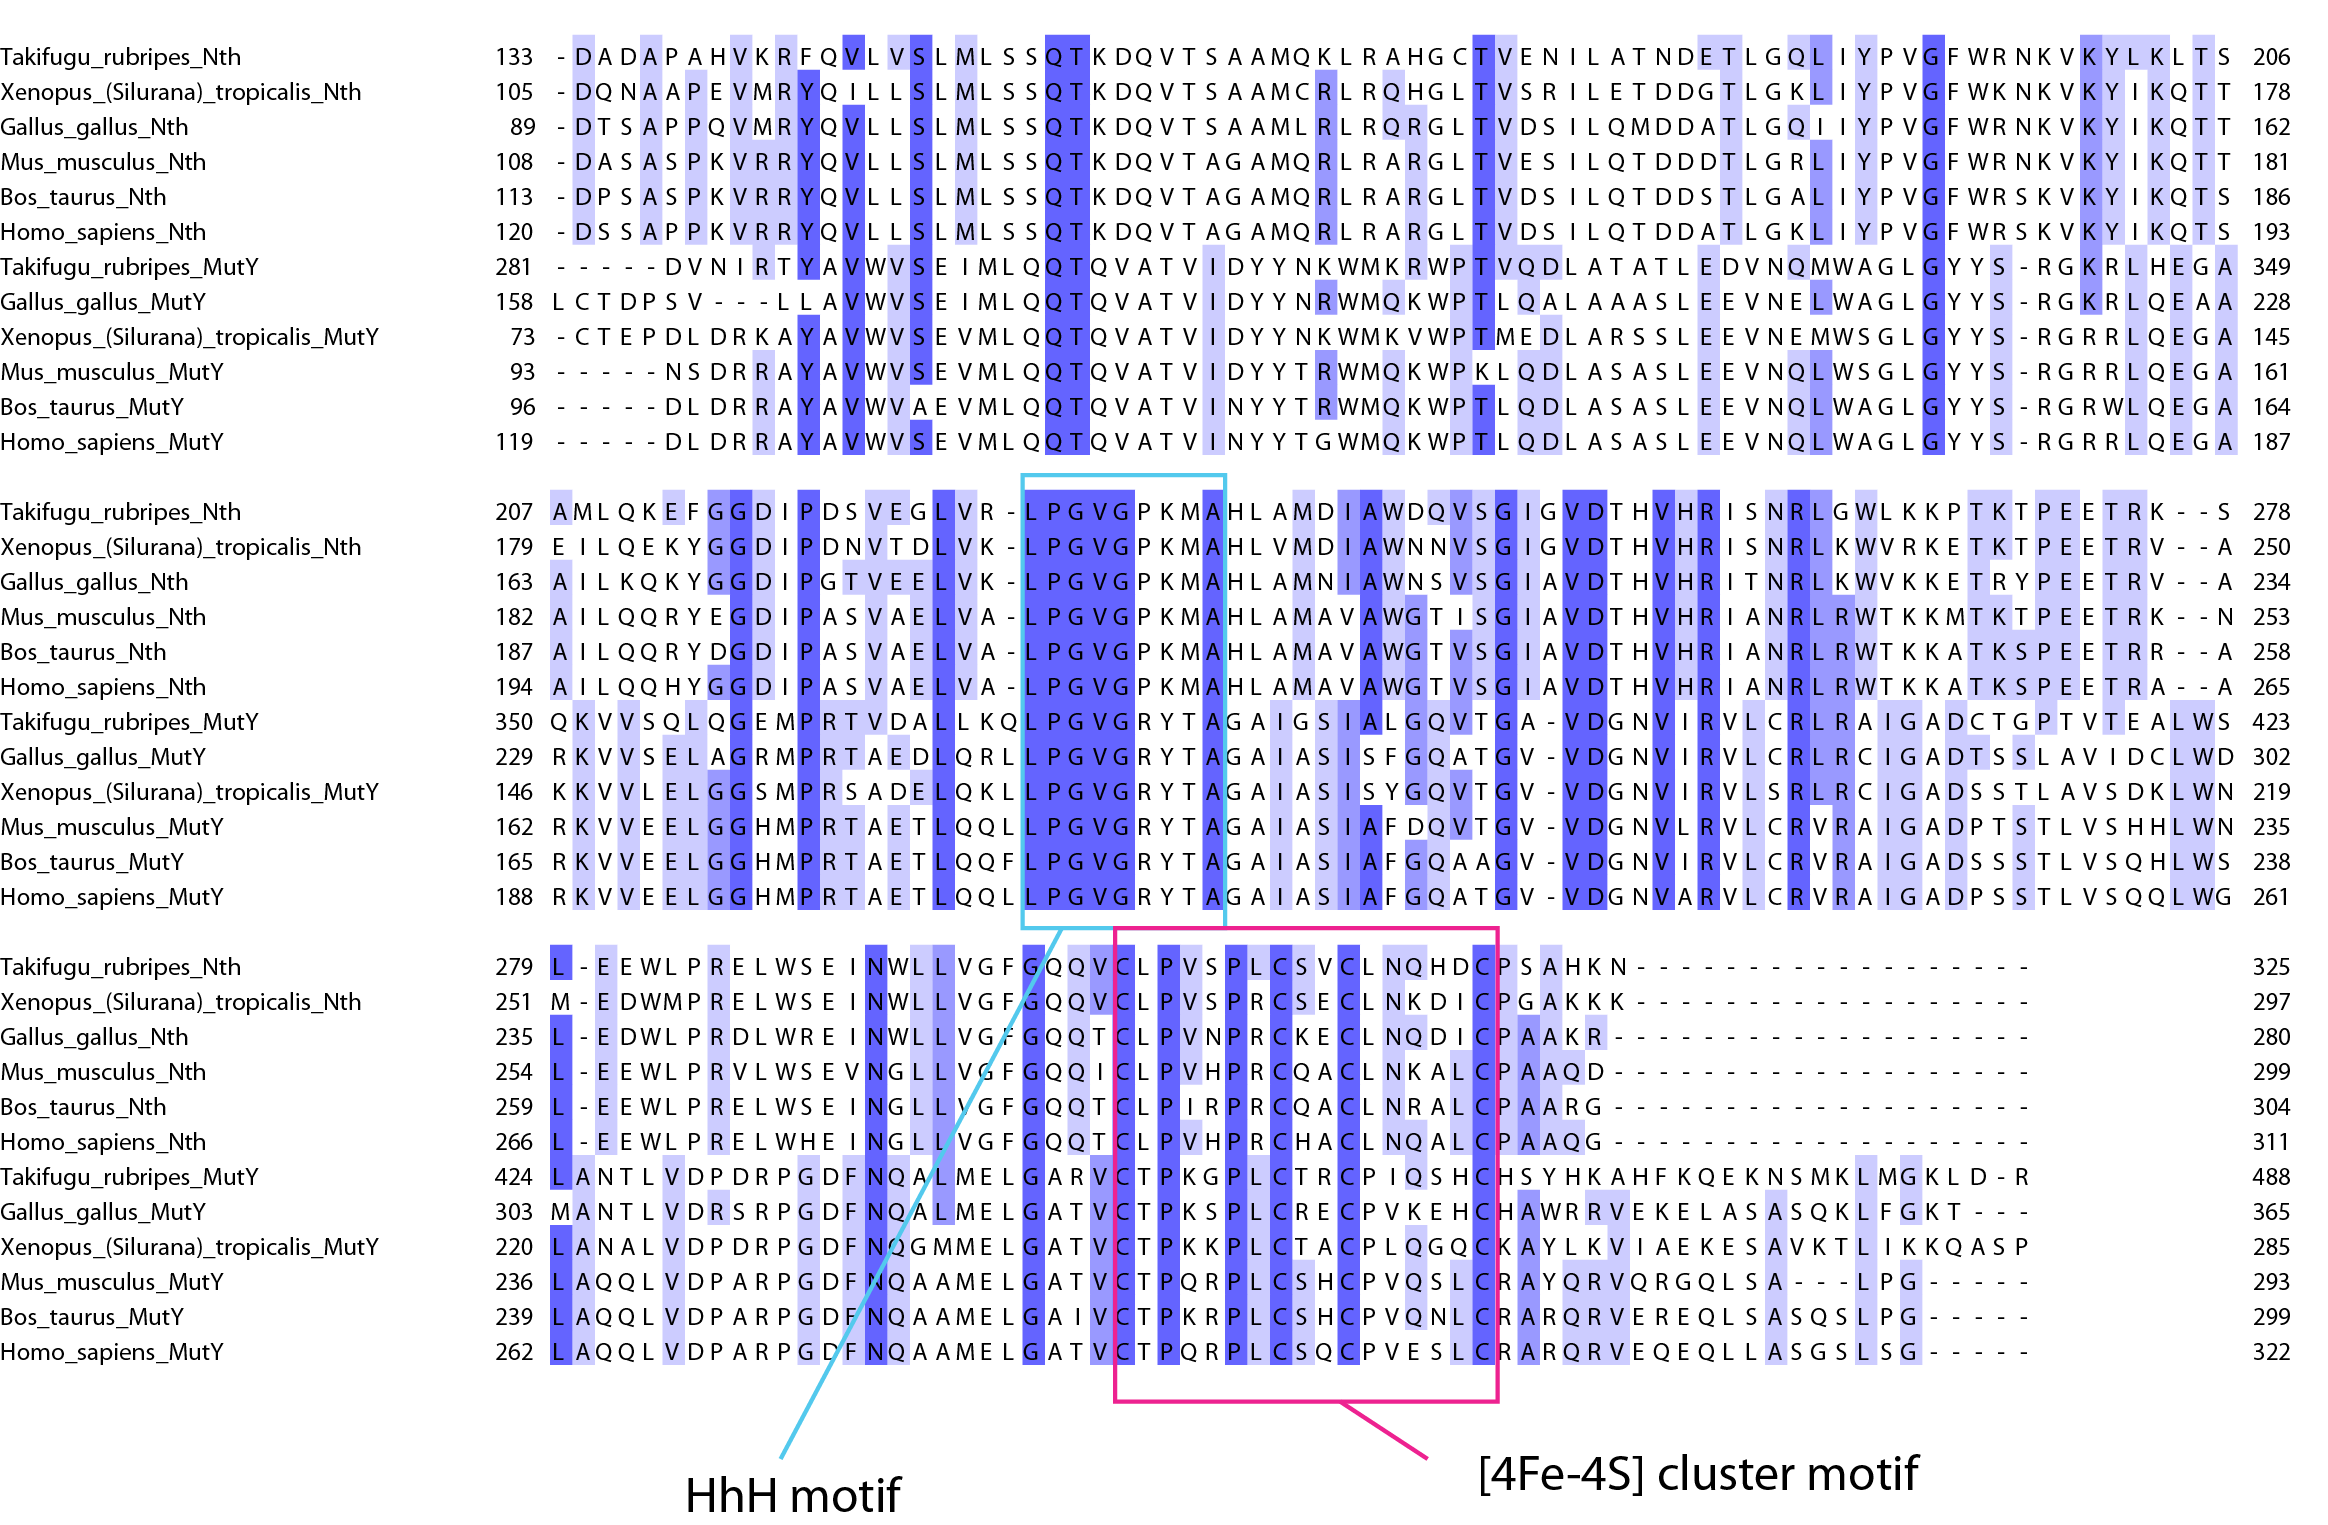 Takifugu_rubripes_Nth 133 -DADAPAHVKRFQVLVSLMLSSQTKDQVTSAAMQKLRAHGCTVENILATNDETLGQLIYPVGFWRNKVKYLKLTS 206
Xenopus_(Silurana)_tropicalis_Nth 105 -DQNAAPEVMRYQILLSLMLSSQTKDQVTSAAMCRLRQHGLTVSRILETDDGTLGKLIYPVGFWKNKVKYIKQTT 178
Gallus_gallus_Nth 89 -DTSAPPQVMRYQVLLSLMLSSQTKDQVTSAAMLRLRQRGLTVDSILQMDDATLGQIIYPVGFWRNKVKYIKQTT 162
Mus_musculus_Nth 108 -DASASPKVRRYQVLLSLMLSSQTKDQVTAGAMQRLRARGLTVESILQTDDDTLGRLIYPVGFWRNKVKYIKQTT 181
Bos_taurus_Nth 113 -DPSASPKVRRYQVLLSLMLSSQTKDQVTAGAMQRLRARGLTVDSILQTDDSTLGALIYPVGFWRSKVKYIKQTS 186
Homo_sapiens_Nth 120 -DSSAPPKVRRYQVLLSLMLSSQTKDQVTAGAMQRLRARGLTVDSILQTDDATLGKLIYPVGFWRSKVKYIKQTS 193
Takifugu_rubripes_MutY 281 -----DVNIRTYAVWVSEIMLQQTQVATVIDYYNKWMKRWPTVQDLATATLEDVNQMWAGLGYYS-RGKRLHEGA 349
Gallus_gallus_MutY 158 LCTDPSV---LLAVWVSEIMLQQTQVATVIDYYNRWMQKWPTLQALAAASLEEVNELWAGLGYYS-RGKRLQEAA 228
Xenopus_(Silurana)_tropicalis_MutY 73 -CTEPDLDRKAYAVWVSEVMLQQTQVATVIDYYNKWMKVWPTMEDLARSSLEEVNEMWSGLGYYS-RGRRLQEGA 145
Mus_musculus_MutY 93 -----NSDRRAYAVWVSEVMLQQTQVATVIDYYTRWMQKWPKLQDLASASLEEVNQLWSGLGYYS-RGRRLQEGA 161
Bos_taurus_MutY 96 -----DLDRRAYAVWVAEVMLQQTQVATVINYYTRWMQKWPTLQDLASASLEEVNQLWAGLGYYS-RGRWLQEGA 164
Homo_sapiens_MutY 119 -----DLDRRAYAVWVSEVMLQQTQVATVINYYTGWMQKWPTLQDLASASLEEVNQLWAGLGYYS-RGRRLQEGA 187
Takifugu_rubripes_Nth 207 AMLQKEFGGDIPDSVEGLVR-LPGVGPKMAHLAMDIAWDQVSGIGVDTHVHRISNRLGWLKKPTKTPEETRK--S 278
Xenopus_(Silurana)_tropicalis_Nth 179 EILQEKYGGDIPDNVTDLVK-LPGVGPKMAHLVMDIAWNNVSGIGVDTHVHRISNRLKWVRKETKTPEETRV--A 250
Gallus_gallus_Nth 163 AILKQKYGGDIPGTVEELVK-LPGVGPKMAHLAMNIAWNSVSGIAVDTHVHRITNRLKWVKKETRYPEETRV--A 234
Mus_musculus_Nth 182 AILQQRYEGDIPASVAELVA-LPGVGPKMAHLAMAVAWGTISGIAVDTHVHRIANRLRWTKKMTKTPEETRK--N 253
Bos_taurus_Nth 187 AILQQRYDGDIPASVAELVA-LPGVGPKMAHLAMAVAWGTVSGIAVDTHVHRIANRLRWTKKATKSPEETRR--A 258
Homo_sapiens_Nth 194 AILQQHYGGDIPASVAELVA-LPGVGPKMAHLAMAVAWGTVSGIAVDTHVHRIANRLRWTKKATKSPEETRA--A 265
Takifugu_rubripes_MutY 350 QKVVSQLQGEMPRTVDALLKQLPGVGRYTAGAIGSIALGQVTGA-VDGNVIRVLCRLRAIGADCTGPTVTEALWS 423
Gallus_gallus_MutY 229 RKVVSELAGRMPRTAEDLQRLLPGVGRYTAGAIASISFGQATGV-VDGNVIRVLCRLRCIGADTSSLAVIDCLWD 302
Xenopus_(Silurana)_tropicalis_MutY 146 KKVVLELGGSMPRSADELQKLLPGVGRYTAGAIASISYGQVTGV-VDGNVIRVLSRLRCIGADSSTLAVSDKLWN 219
Mus_musculus_MutY 162 RKVVEELGGHMPRTAETLQQLLPGVGRYTAGAIASIAFDQVTGV-VDGNVLRVLCRVRAIGADPTSTLVSHHLWN 235
Bos_taurus_MutY 165 RKVVEELGGHMPRTAETLQQFLPGVGRYTAGAIASIAFGQAAGV-VDGNVIRVLCRVRAIGADSSSTLVSQHLWS 238
Homo_sapiens_MutY 188 RKVVEELGGHMPRTAETLQQLLPGVGRYTAGAIASIAFGQATGV-VDGNVARVLCRVRAIGADPSSTLVSQQLWG 261
Takifugu_rubripes_Nth 279 L-EEWLPRELWSEINWLLVGFGQQVCLPVSPLCSVCLNQHDCPSAHKN------------------ 325
Xenopus_(Silurana)_tropicalis_Nth 251 M-EDWMPRELWSEINWLLVGFGQQVCLPVSPRCSECLNKDICPGAKKK------------------ 297
Gallus_gallus_Nth 235 L-EDWLPRDLWREINWLLVGFGQQTCLPVNPRCKECLNQDICPAAKR------------------- 280
Mus_musculus_Nth 254 L-EEWLPRVLWSEVNGLLVGFGQQICLPVHPRCQACLNKALCPAAQD------------------- 299
Bos_taurus_Nth 259 L-EEWLPRELWSEINGLLVGFGQQTCLPIRPRCQACLNRALCPAARG------------------- 304
Homo_sapiens_Nth 266 L-EEWLPRELWHEINGLLVGFGQQTCLPVHPRCHACLNQALCPAAQG------------------- 311
Takifugu_rubripes_MutY 424 LANTLVDPDRPGDFNQALMELGARVCTPKGPLCTRCPIQSHCHSYHKAHFKQEKNSMKLMGKLD-R 488
Gallus_gallus_MutY 303 MANTLVDRSRPGDFNQALMELGATVCTPKSPLCRECPVKEHCHAWRRVEKELASASQKLFGKT--- 365
Xenopus_(Silurana)_tropicalis_MutY 220 LANALVDPDRPGDFNQGMMELGATVCTPKKPLCTACPLQGQCKAYLKVIAEKESAVKTLIKKQASP 285
Mus_musculus_MutY 236 LAQQLVDPARPGDFNQAAMELGATVCTPQRPLCSHCPVQSLCRAYQRVQRGQLSA---LPG----- 293
Bos_taurus_MutY 239 LAQQLVDPARPGDFNQAAMELGAIVCTPKRPLCSHCPVQNLCRARQRVEREQLSASQSLPG----- 299
Homo_sapiens_MutY 262 LAQQLVDPARPGDFNQAAMELGATVCTPQRPLCSQCPVESLCRARQRVEQEQLLASGSLSG----- 322
HhH motif
[4Fe-4S] cluster motif